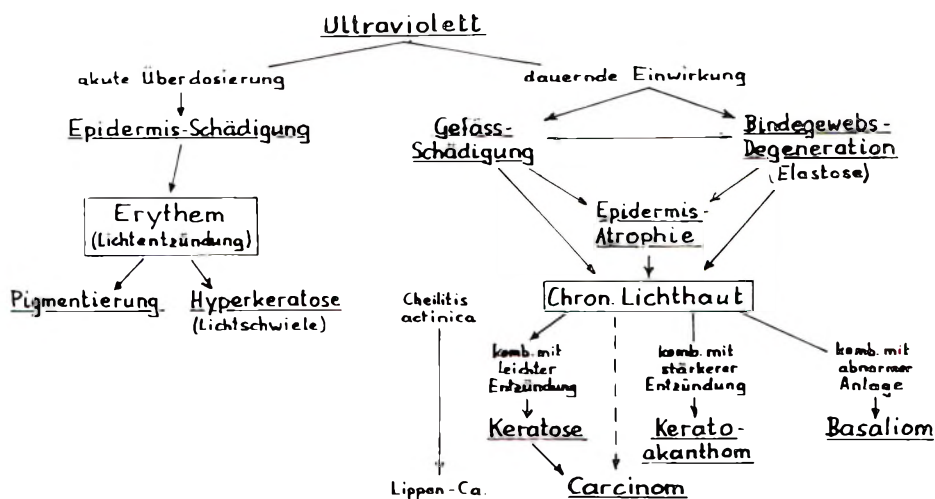 Ultraviolett
akute Überdosierung
dauernde Einwirkung
Epidermis-Schädigung
Gefäss-
Schädigung
Bindegewebs-
Degeneration
(Elastose)
Erythem
(Lichtentzündung)
Epidermis-
Atrophie
Pigmentierung
Hyperkeratose
(Lichtschwiele)
Cheilitis
actinica
Chron. Lichthaut
komb. mit
leichter
Entzündung
komb. mit
stärkerer
Entzündung
komb. mit
abnormer
Anlage
Keratose
Kerato-
akanthom
Basaliom
Lippen-Ca.
Carcinom